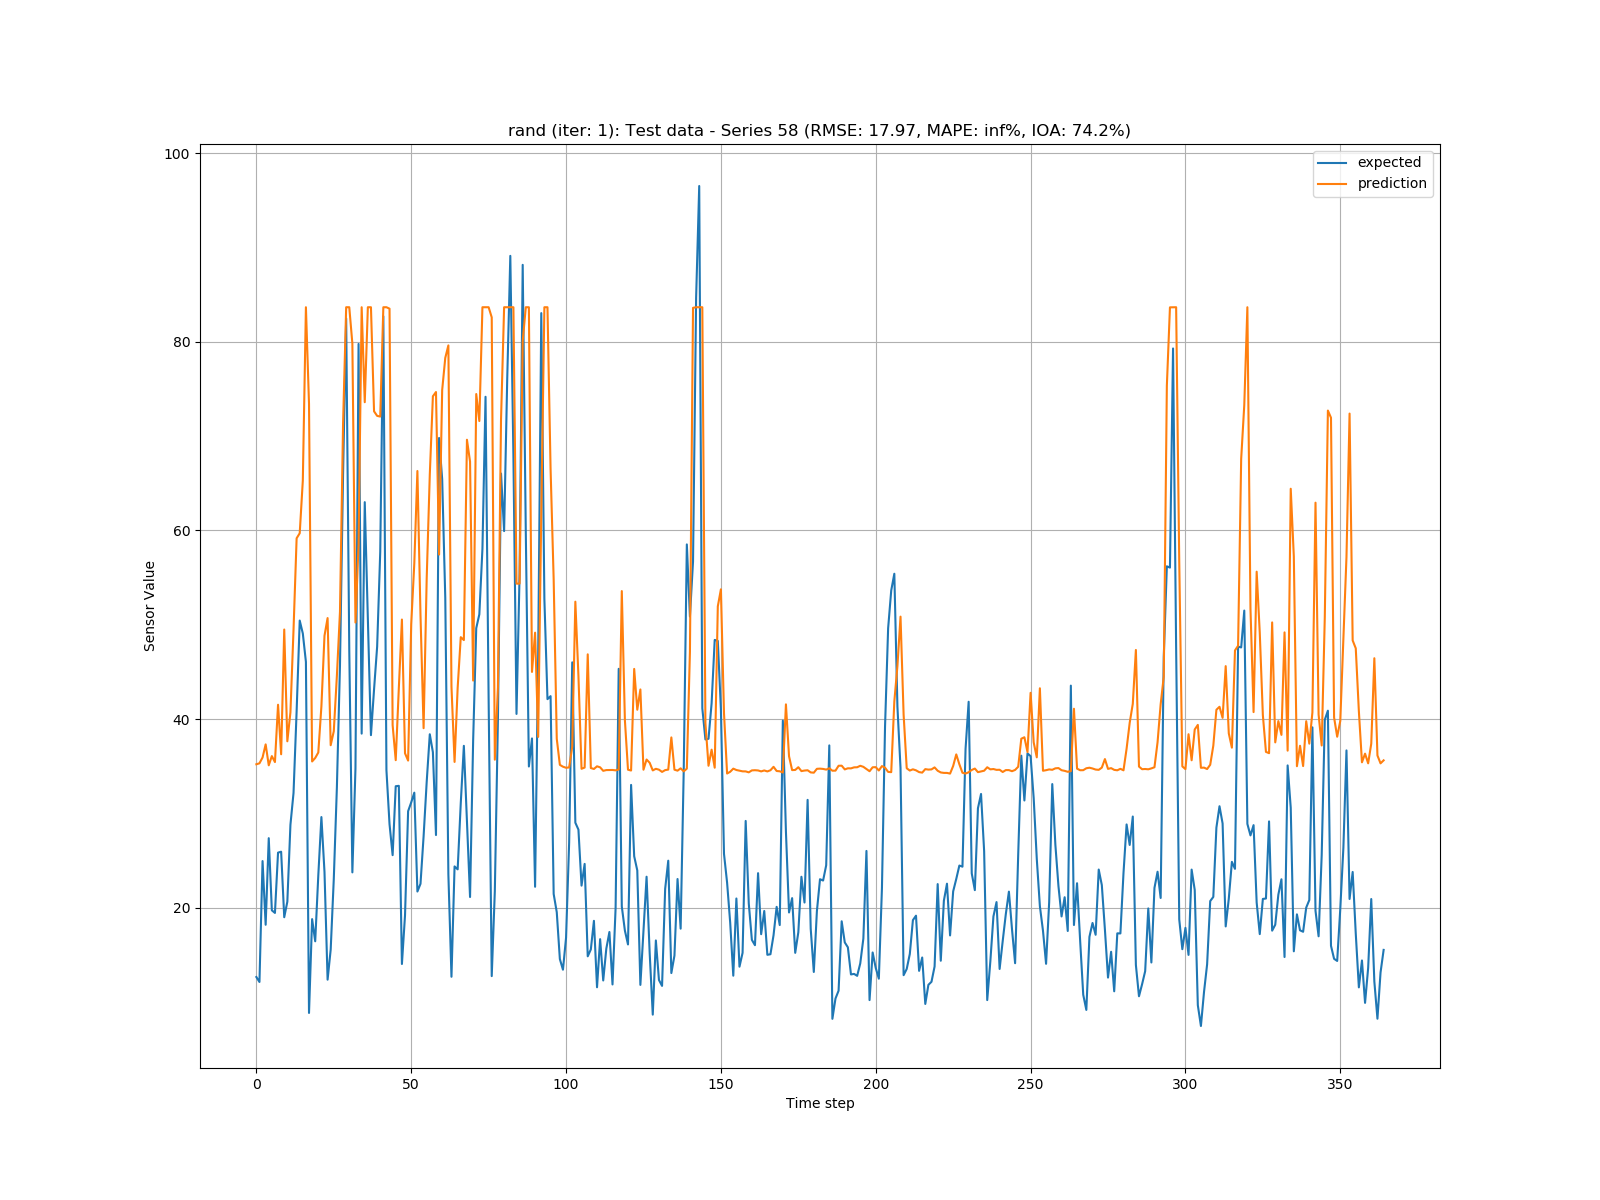 rand (iter: 1): Test data - Series 58 (RMSE: 17.97, MAPE: inf%, IOA: 74.2%)
expected
prediction
100
80
60
40
20
Sensor Value
0 50 100 150 200 250 300 350
Time step